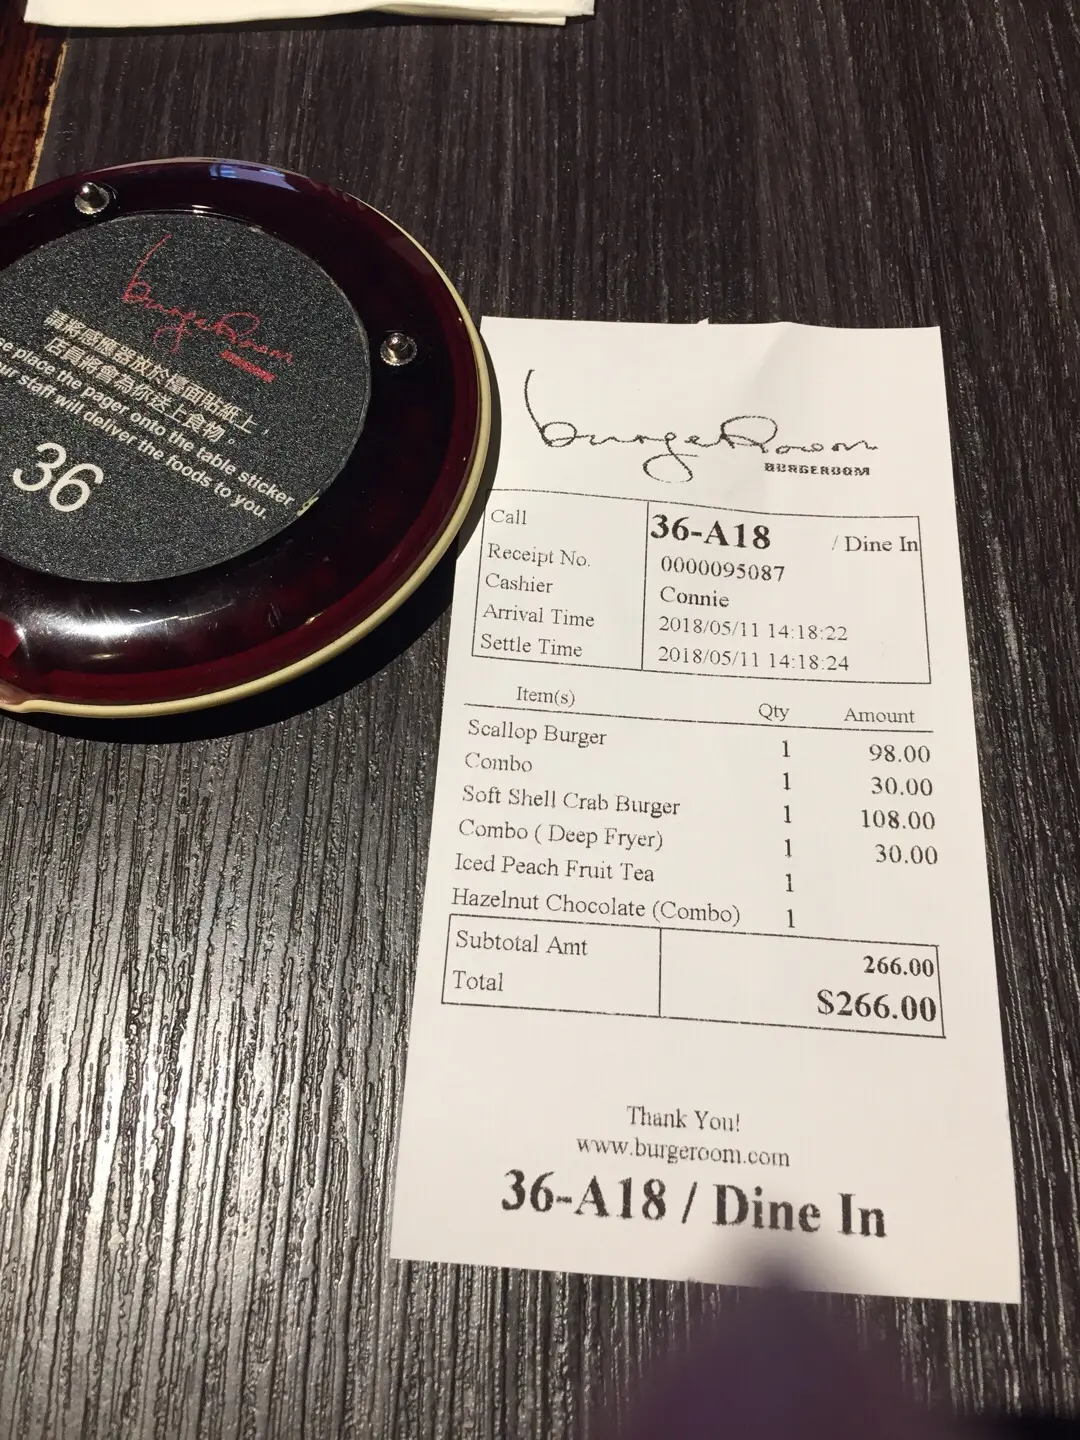 burgeRoom
請將感應器放於檯面貼紙上,
店員將會為你送上食物。
place the pager onto the table sticker
staff will deliver the foods to you.
36
burgeRoom
BURGEROOM
Call 36-A18 / Dine In
Receipt No. 0000095087
Cashier Connie
Arrival Time 2018/05/11 14:18:22
Settle Time 2018/05/11 14:18:24
Item(s) Qty Amount
Scallop Burger 1 98.00
Combo 1 30.00
Soft Shell Crab Burger 1 108.00
Combo ( Deep Fryer) 1 30.00
Iced Peach Fruit Tea 1
Hazelnut Chocolate (Combo) 1
Subtotal Amt 266.00
Total $266.00
Thank You!
www.burgeroom.com
36-A18 / Dine In